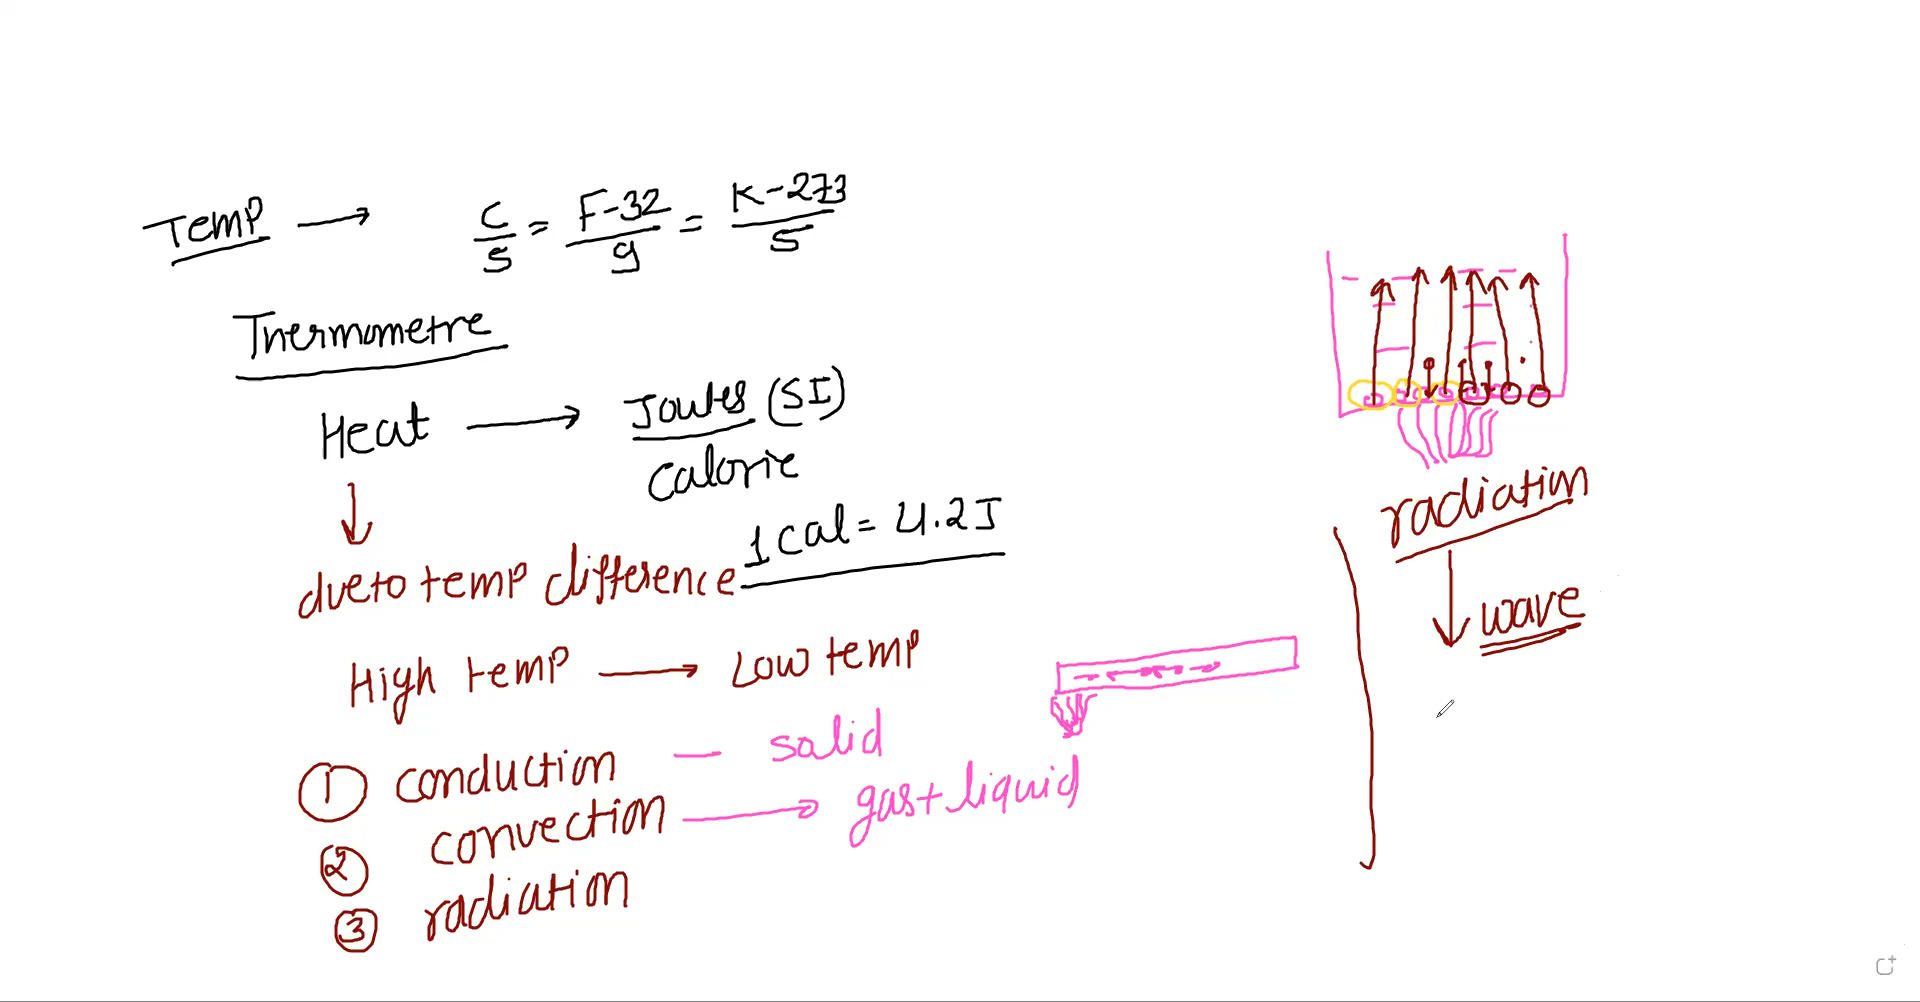 Temp → C/5 = F-32/9 = K-273/5
Thermometre
Heat → Joules (SI)
Calorie
1 cal = 4.2 J
↓
due to temp difference
High temp → Low temp
① conduction — solid
② convection → gas + liquid
③ radiation
radiation
↓ wave